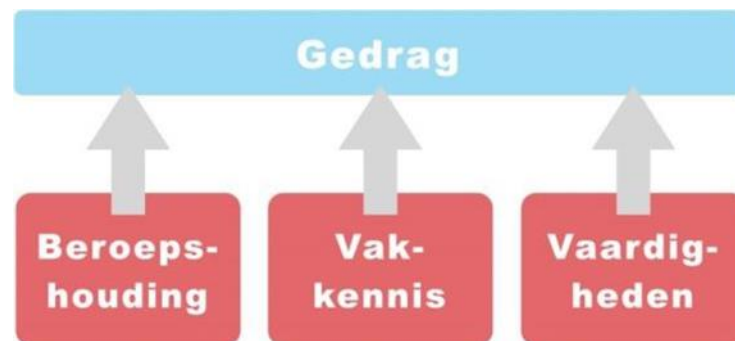 Gedrag
Beroeps-
houding
Vak-
kennis
Vaardig-
heden